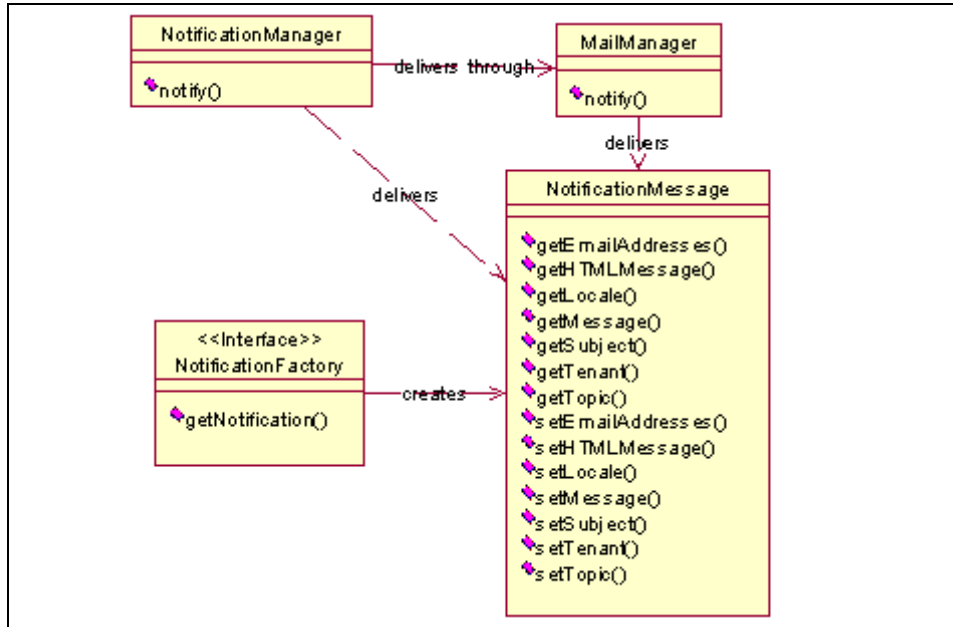 NotificationManager
notify()
delivers through
MailManager
notify()
delivers
delivers
NotificationMessage
getEmailAddresses()
getHTMLMessage()
getLocale()
getMessage()
getSubject()
getTenant()
getTopic()
setEmailAddresses()
setHTMLMessage()
setLocale()
setMessage()
setSubject()
setTenant()
setTopic()
<<Interface>>
NotificationFactory
getNotification()
creates